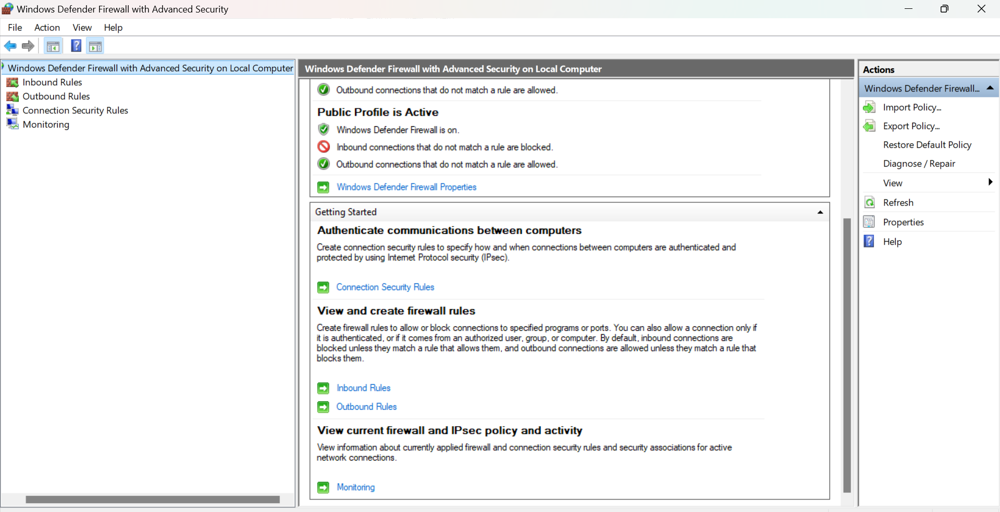 Windows Defender Firewall with Advanced Security
File Action View Help
Windows Defender Firewall with Advanced Security on Local Computer
Inbound Rules
Outbound Rules
Connection Security Rules
Monitoring
Windows Defender Firewall with Advanced Security on Local Computer
Outbound connections that do not match a rule are allowed.
Public Profile is Active
Windows Defender Firewall is on.
Inbound connections that do not match a rule are blocked.
Outbound connections that do not match a rule are allowed.
Windows Defender Firewall Properties
Getting Started
Authenticate communications between computers
Create connection security rules to specify how and when connections between computers are authenticated and
protected by using Internet Protocol security (IPsec).
Connection Security Rules
View and create firewall rules
Create firewall rules to allow or block connections to specified programs or ports. You can also allow a connection only if
it is authenticated, or if it comes from an authorized user, group, or computer. By default, inbound connections are
blocked unless they match a rule that allows them, and outbound connections are allowed unless they match a rule that
blocks them.
Inbound Rules
Outbound Rules
View current firewall and IPsec policy and activity
View information about currently applied firewall and connection security rules and security associations for active
network connections.
Monitoring
Actions
Windows Defender Firewall...
Import Policy...
Export Policy...
Restore Default Policy
Diagnose / Repair
View
Refresh
Properties
Help